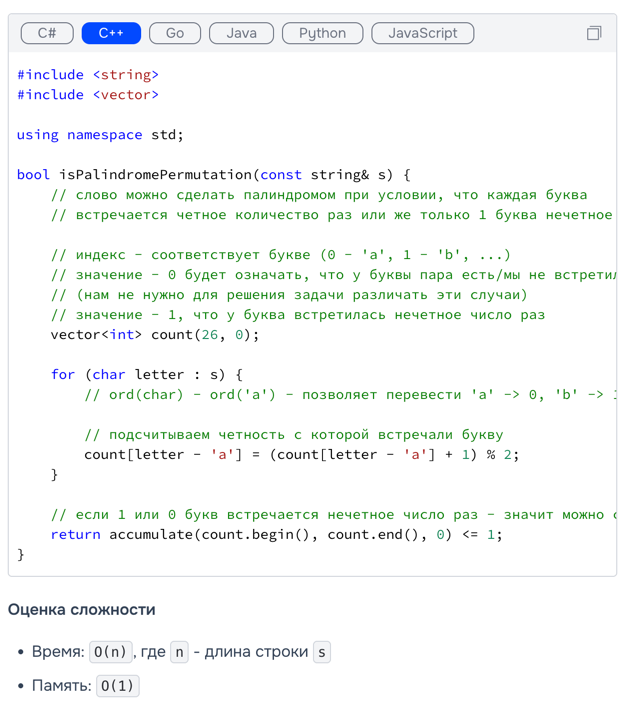 C# C++ Go Java Python JavaScript
#include <string>
#include <vector>
using namespace std;
bool isPalindromePermutation(const string& s) {
// слово можно сделать палиндромом при условии, что каждая буква
// встречается четное количество раз или же только 1 буква нечетное
// индекс - соответствует букве (0 - 'a', 1 - 'b', ...)
// значение - 0 будет означать, что у буквы пара есть/мы не
// (нам не нужно для решения задачи различать эти случаи)
// значение - 1, что у буква встретилась нечетное число раз
vector<int> count(26, 0);
for (char letter : s) {
// ord(char) - ord('a') - позволяет перевести 'a' -> 0, 'b' ->
// подсчитываем четность с которой встречали букву
count[letter - 'a'] = (count[letter - 'a'] + 1) % 2;
}
// если 1 или 0 букв встречается нечетное число раз - значит можно
return accumulate(count.begin(), count.end(), 0) <= 1;
}
Оценка сложности
• Время: O(n), где n - длина строки s
• Память: O(1)